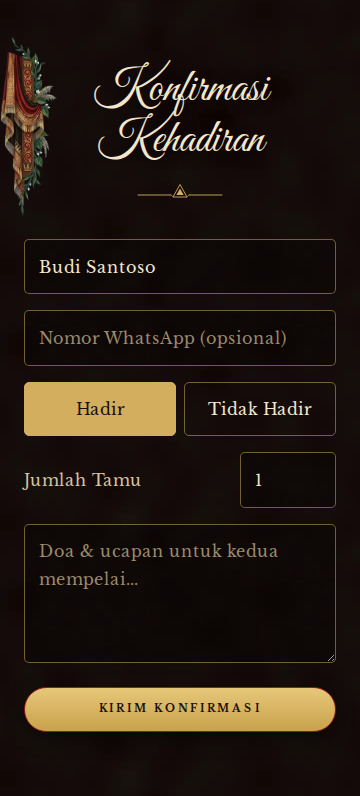 Konfirmasi
Kehadiran
Budi Santoso
Nomor WhatsApp (opsional)
Hadir
Tidak Hadir
Jumlah Tamu
1
Doa & ucapan untuk kedua
mempelai...
KIRIM KONFIRMASI